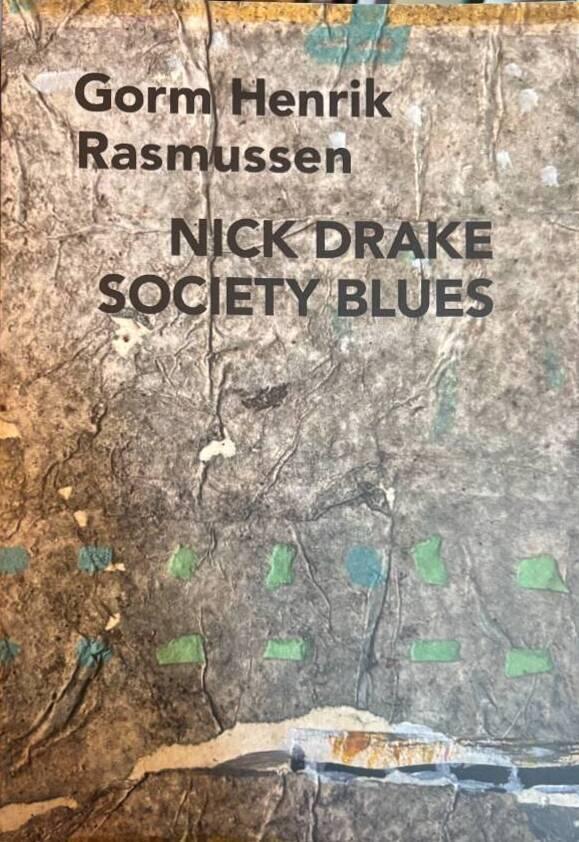 Gorm Henrik
Rasmussen
NICK DRAKE
SOCIETY BLUES